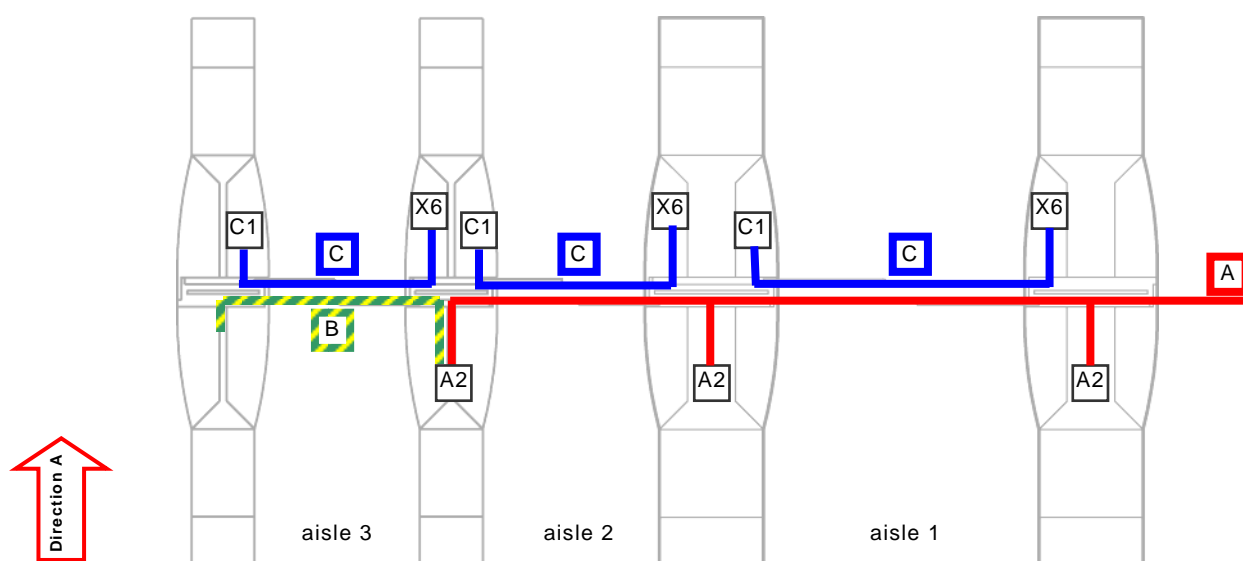 X6
X6
X6
C1
C1
C1
C
C
C
A
B
A2
A2
A2
Direction A
aisle 3
aisle 2
aisle 1